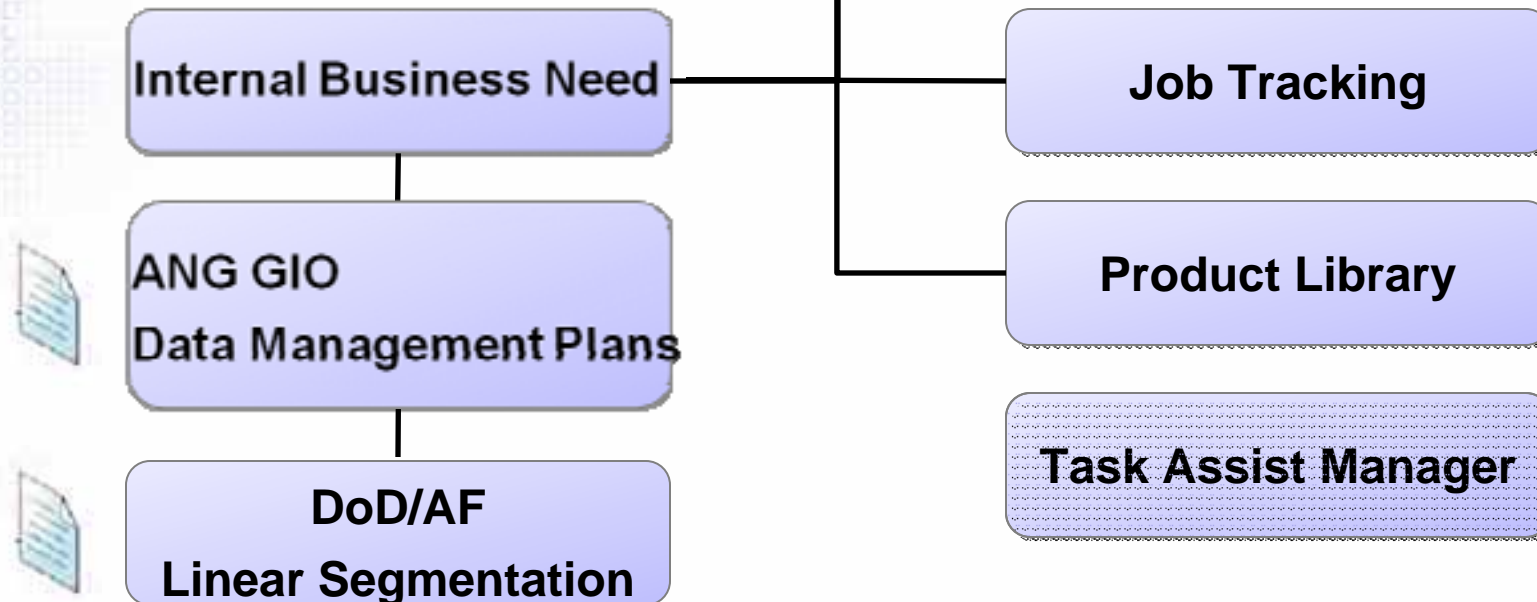 Internal Business Need
ANG GIO
Data Management Plans
DoD/AF
Linear Segmentation
Job Tracking
Product Library
Task Assist Manager